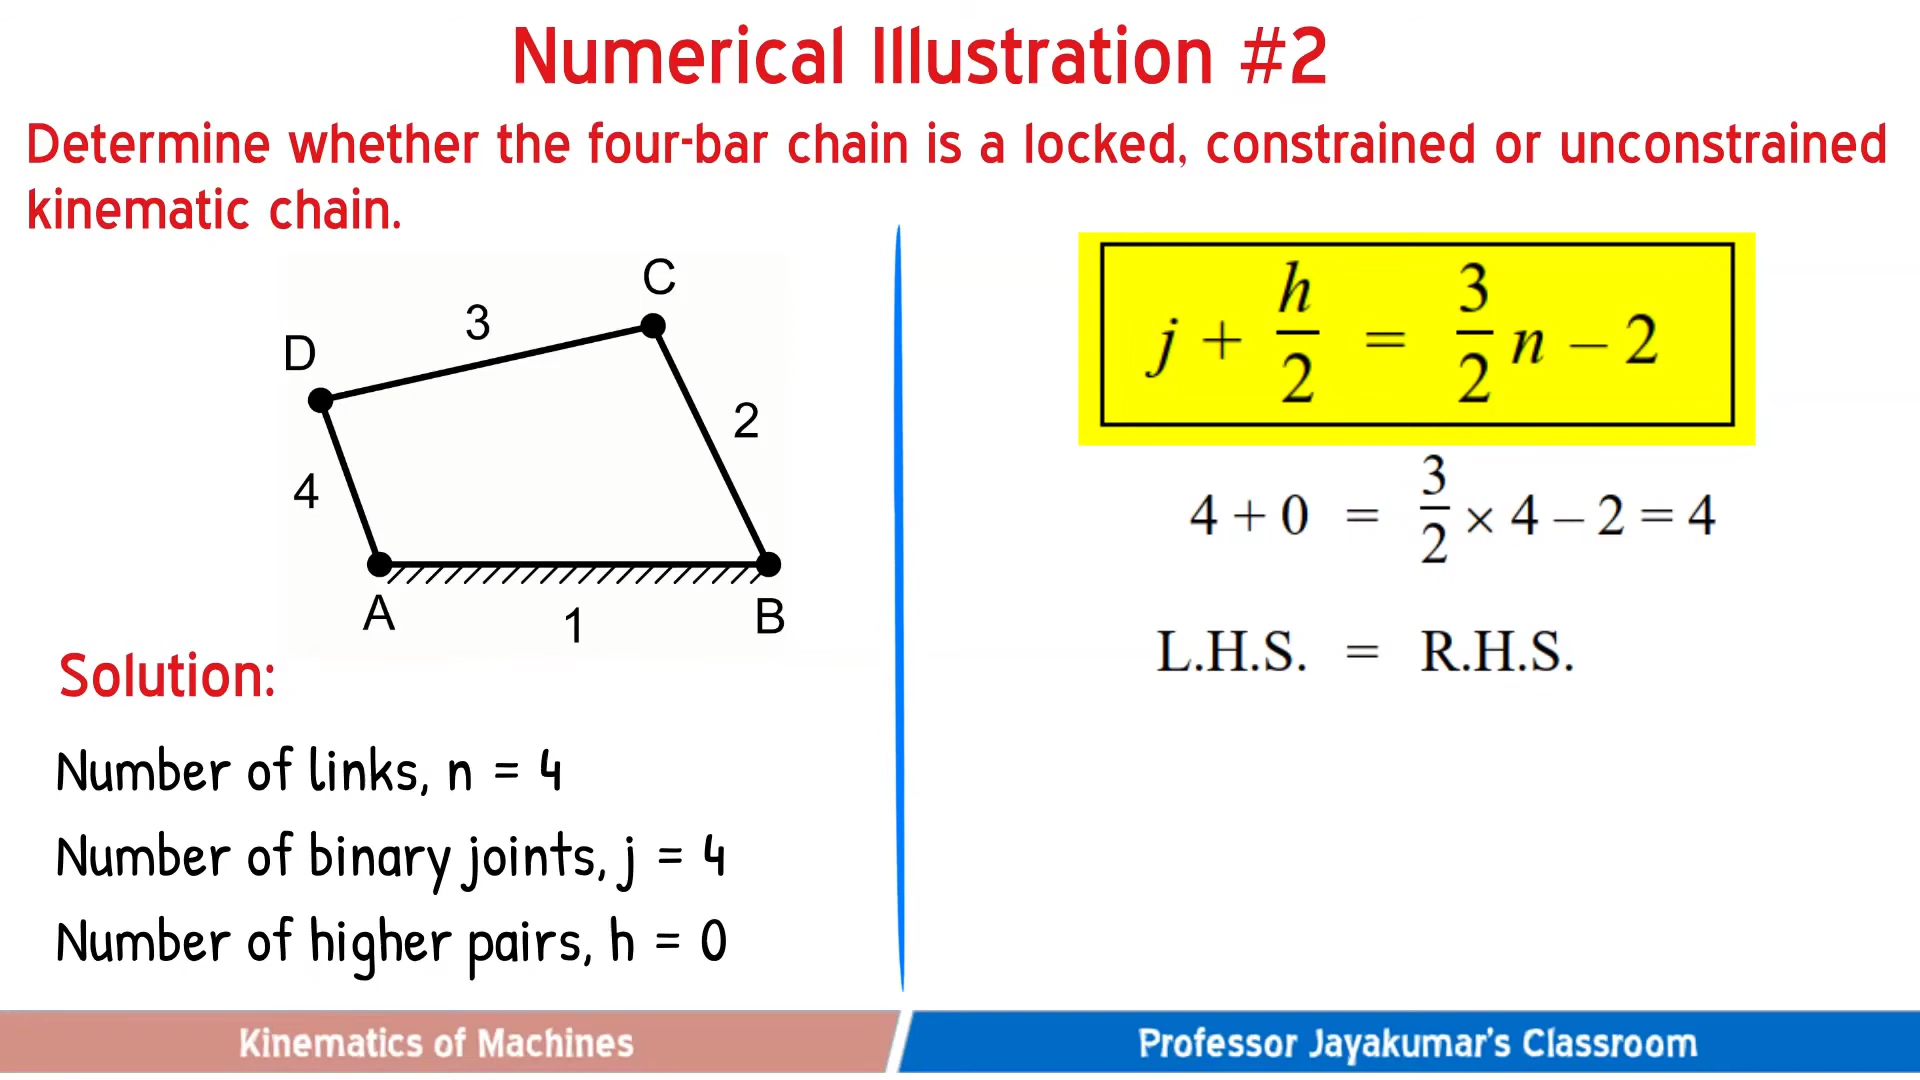 Numerical Illustration #2
Determine whether the four-bar chain is a locked, constrained or unconstrained
kinematic chain.
C
3
D
2
4
A
1
B
Solution:
Number of links, n = 4
Number of binary joints, j = 4
Number of higher pairs, h = 0
j + h/2 = 3/2 n – 2
4 + 0 = 3/2 × 4 – 2 = 4
L.H.S. = R.H.S.
Kinematics of Machines
Professor Jayakumar's Classroom